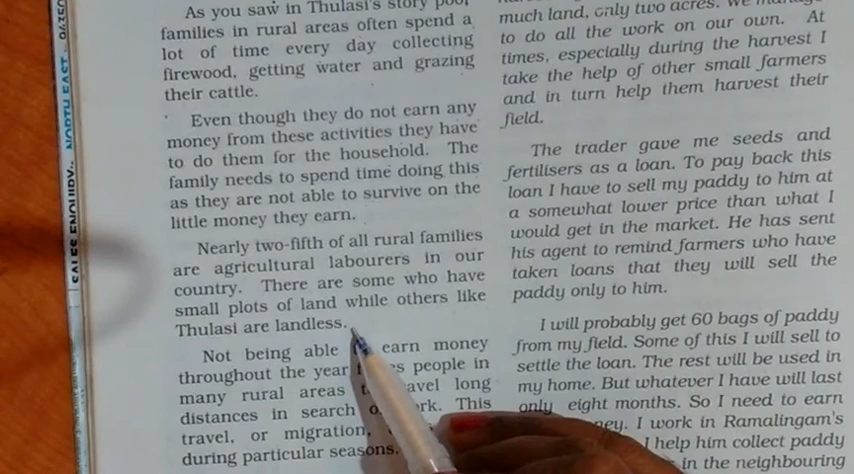 As you saw in Thulasi's story poor
families in rural areas often spend a
lot of time every day collecting
firewood, getting water and grazing
their cattle.
Even though they do not earn any
money from these activities they have
to do them for the household. The
family needs to spend time doing this
as they are not able to survive on the
little money they earn.
Nearly two-fifth of all rural families
are agricultural labourers in our
country. There are some who have
small plots of land while others like
Thulasi are landless.
Not being able earn money
throughout the year people in
many rural areas travel long
distances in search This
travel, or migration,
during particular seasons.
much land, only two acres. We manage
to do all the work on our own. At
times, especially during the harvest I
take the help of other small farmers
and in turn help them harvest their
field.
The trader gave me seeds and
fertilisers as a loan. To pay back this
loan I have to sell my paddy to him at
a somewhat lower price than what I
would get in the market. He has sent
his agent to remind farmers who have
taken loans that they will sell the
paddy only to him.
I will probably get 60 bags of paddy
from my field. Some of this I will sell to
settle the loan. The rest will be used in
my home. But whatever I have will last
only eight months. So I need to earn
I work in Ramalingam's
I help him collect paddy
in the neighbouring
SALES ENQUIRY:
NORTH EAST